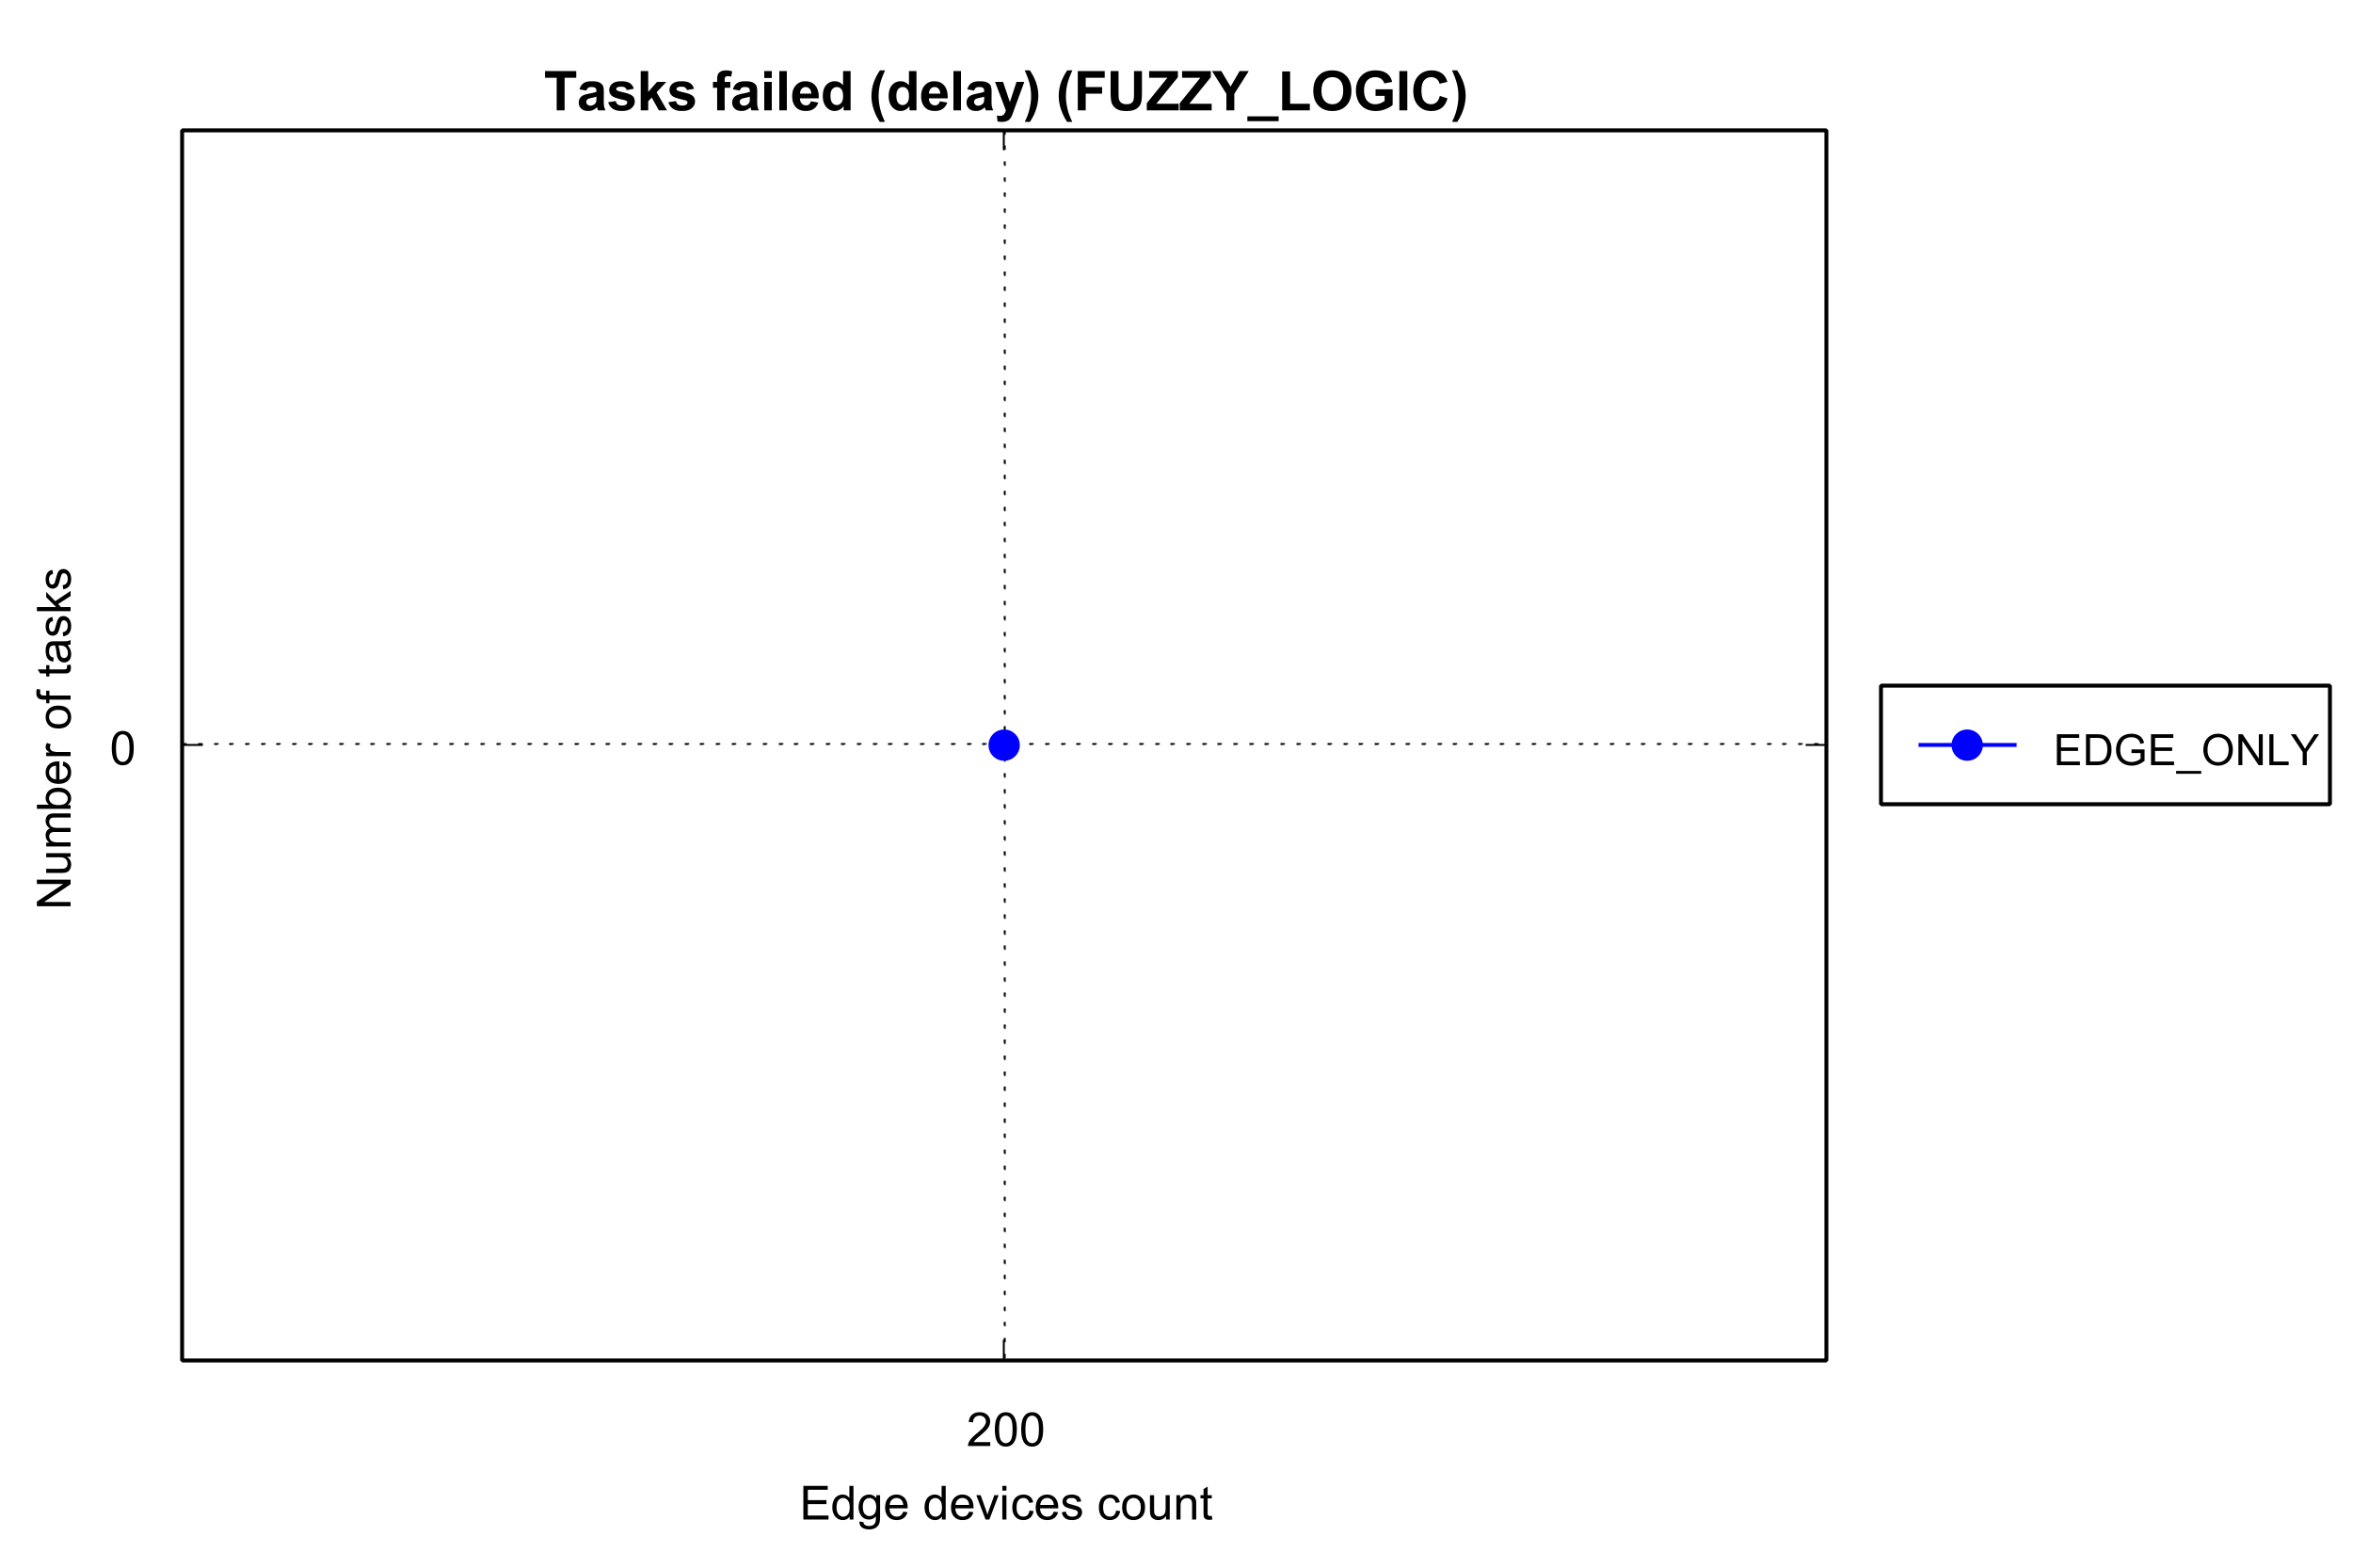 Tasks failed (delay) (FUZZY_LOGIC)
Number of tasks
0
EDGE_ONLY
200
Edge devices count